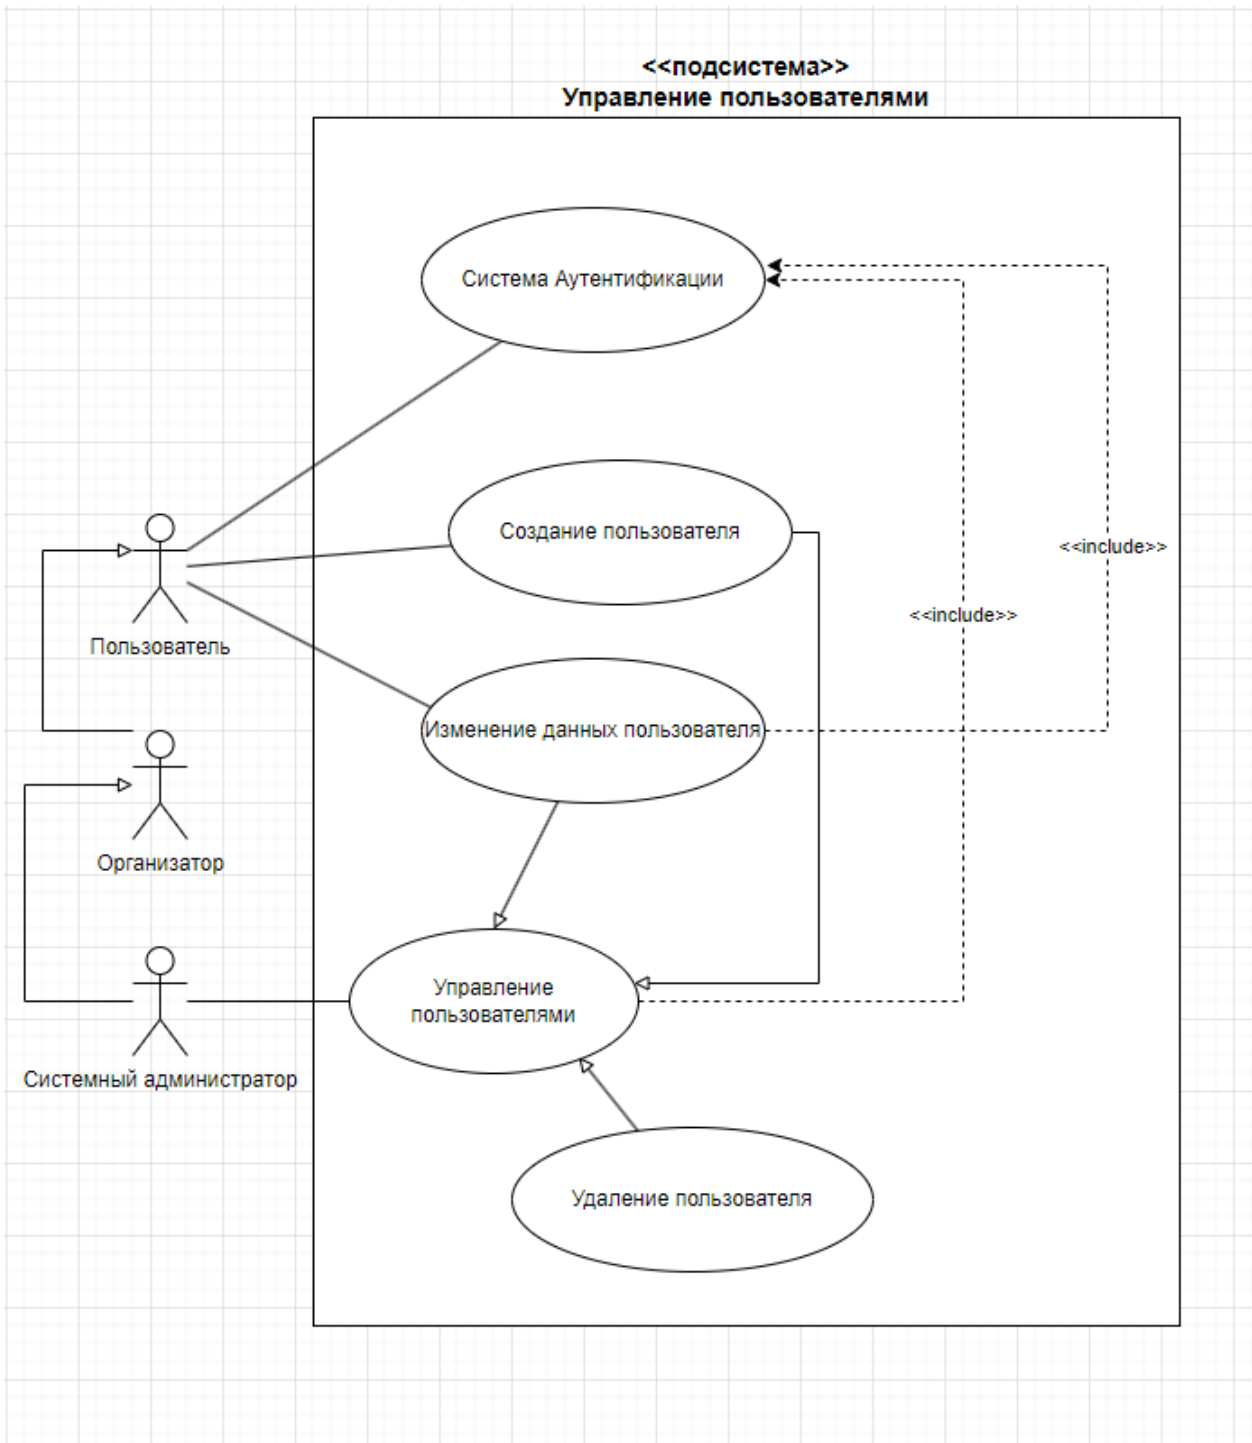 <<подсистема>>
Управление пользователями
Система Аутентификации
Создание пользователя
<<include>>
<<include>>
Пользователь
Изменение данных пользователя
Организатор
Управление
пользователями
Системный администратор
Удаление пользователя